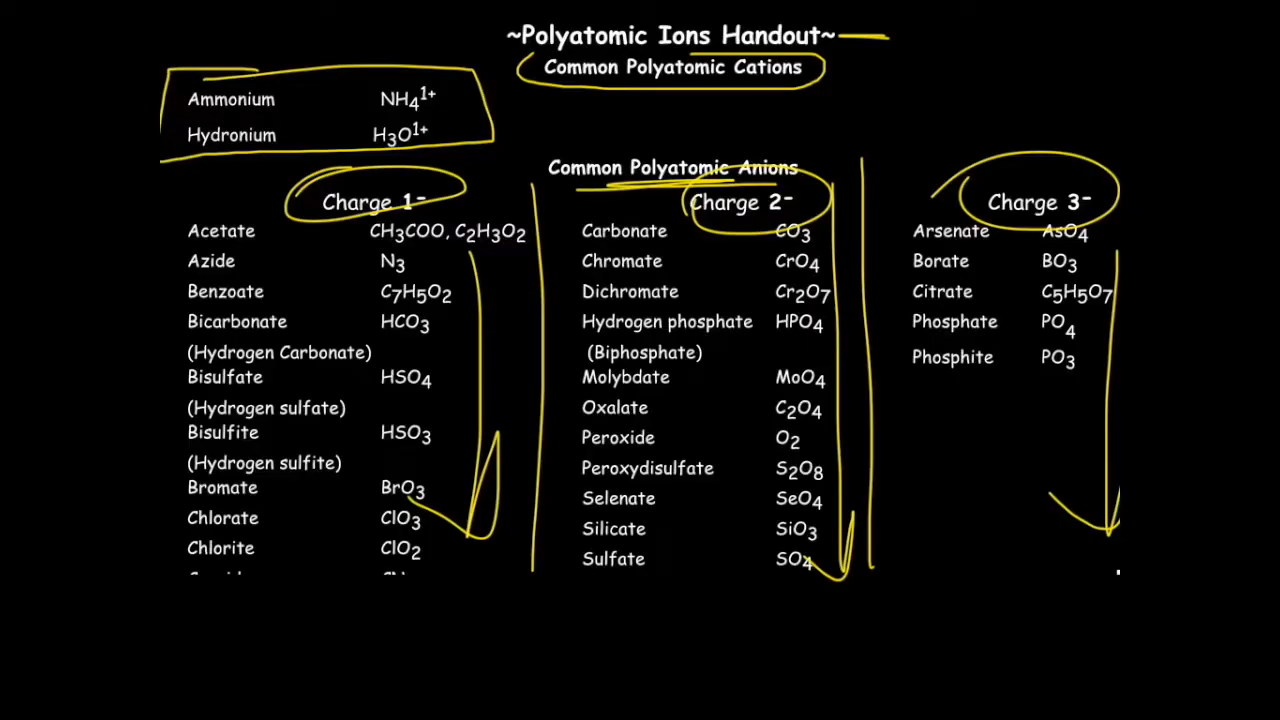 ~Polyatomic Ions Handout~
Common Polyatomic Cations
Ammonium NH₄¹⁺
Hydronium H₃O¹⁺
Common Polyatomic Anions
Charge 1⁻
Acetate CH₃COO, C₂H₃O₂
Azide N₃
Benzoate C₇H₅O₂
Bicarbonate HCO₃
(Hydrogen Carbonate)
Bisulfate HSO₄
(Hydrogen sulfate)
Bisulfite HSO₃
(Hydrogen sulfite)
Bromate BrO₃
Chlorate ClO₃
Chlorite ClO₂
Charge 2⁻
Carbonate CO₃
Chromate CrO₄
Dichromate Cr₂O₇
Hydrogen phosphate HPO₄
(Biphosphate)
Molybdate MoO₄
Oxalate C₂O₄
Peroxide O₂
Peroxydisulfate S₂O₈
Selenate SeO₄
Silicate SiO₃
Sulfate SO₄
Charge 3⁻
Arsenate AsO₄
Borate BO₃
Citrate C₅H₅O₇
Phosphate PO₄
Phosphite PO₃